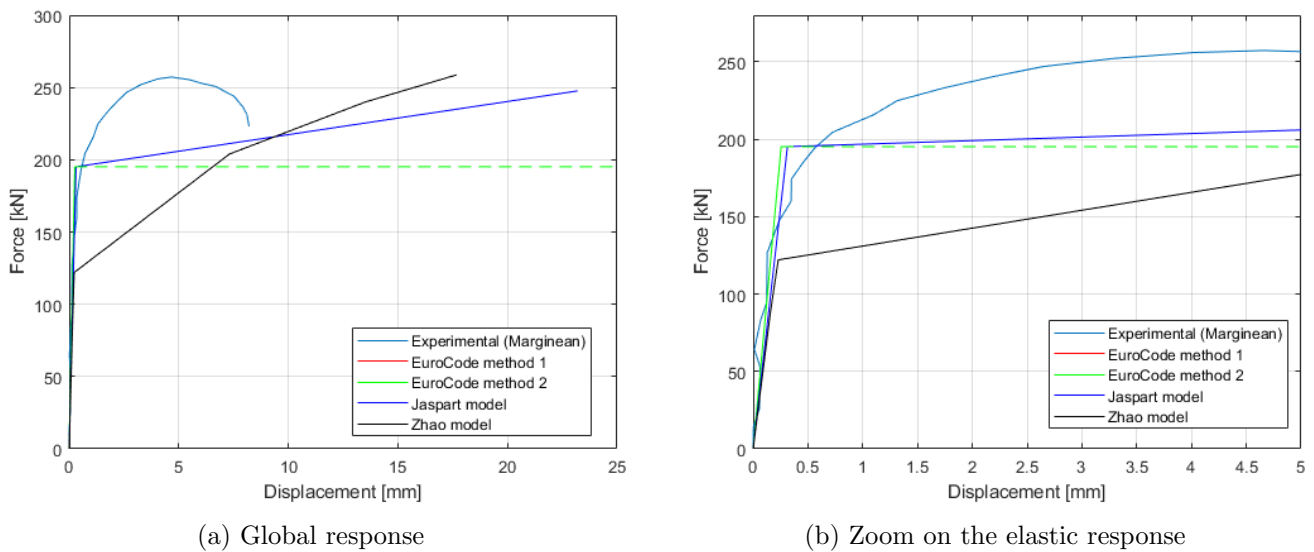 300
250
200
150
100
50
0
Force [kN]
0 5 10 15 20 25
Displacement [mm]
Experimental (Marginean)
EuroCode method 1
EuroCode method 2
Jaspart model
Zhao model
(a) Global response
250
200
150
100
50
0
Force [kN]
0 0.5 1 1.5 2 2.5 3 3.5 4 4.5 5
Displacement [mm]
Experimental (Marginean)
EuroCode method 1
EuroCode method 2
Jaspart model
Zhao model
(b) Zoom on the elastic response